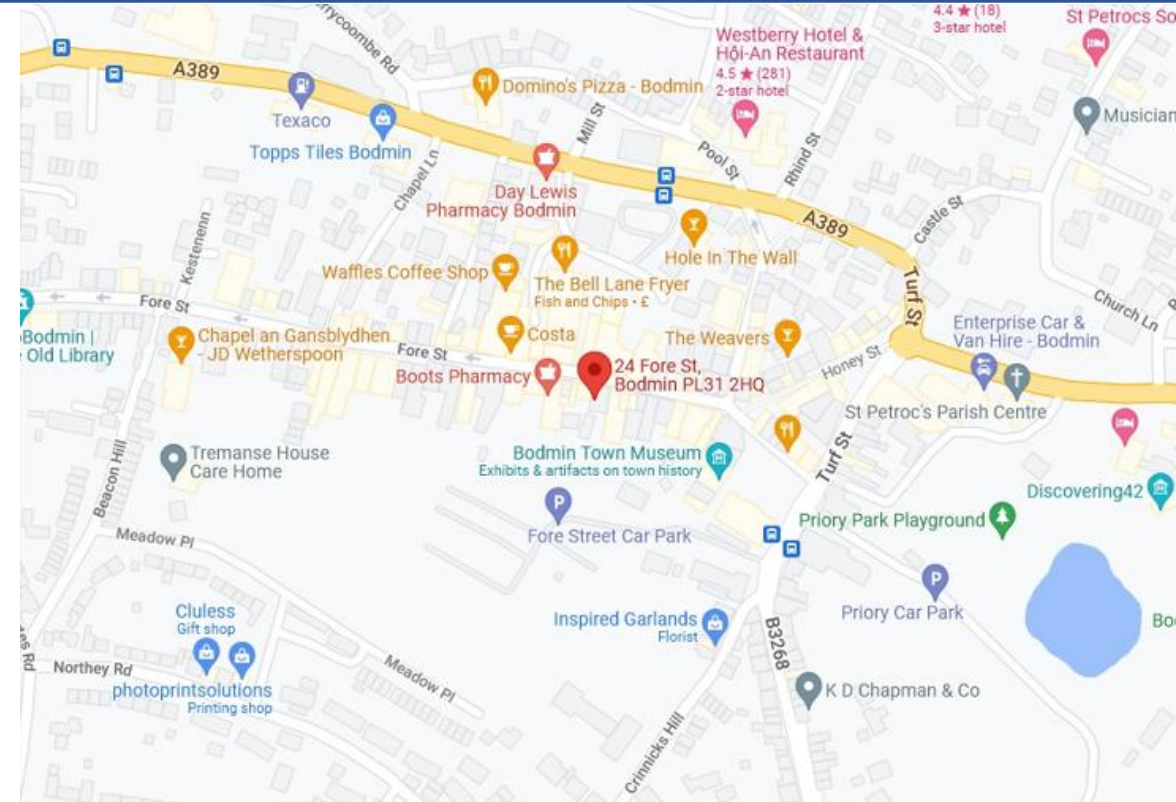 4.4 ★ (18)
3-star hotel
St Petrocs So
Westberry Hotel &
Hội-An Restaurant
4.5 ★ (281)
2-star hotel
A389
Texaco
Topps Tiles Bodmin
Domino's Pizza - Bodmin
Mill St
Musician
Pool St
Rhind St
Chapel Ln
Day Lewis
Pharmacy Bodmin
Castle St
A389
Kestenenn
Hole In The Wall
Waffles Coffee Shop
The Bell Lane Fryer
Fish and Chips · £
Turf St
Church Ln
Fore St
Bodmin |
Old Library
Chapel an Gansblydhen
- JD Wetherspoon
Costa
The Weavers
Enterprise Car &
Van Hire - Bodmin
Fore St
Honey St
Boots Pharmacy
24 Fore St,
Bodmin PL31 2HQ
St Petroc's Parish Centre
Tremanse House
Care Home
Beacon Hill
Bodmin Town Museum
Exhibits & artifacts on town history
Turf St
Discovering42
P
Fore Street Car Park
Priory Park Playground
Meadow Pl
P
Priory Car Park
Cluless
Gift shop
Inspired Garlands
Florist
B3268
Northey Rd
Meadow Pl
photoprintsolutions
Printing shop
K D Chapman & Co
Crinnicks Hill